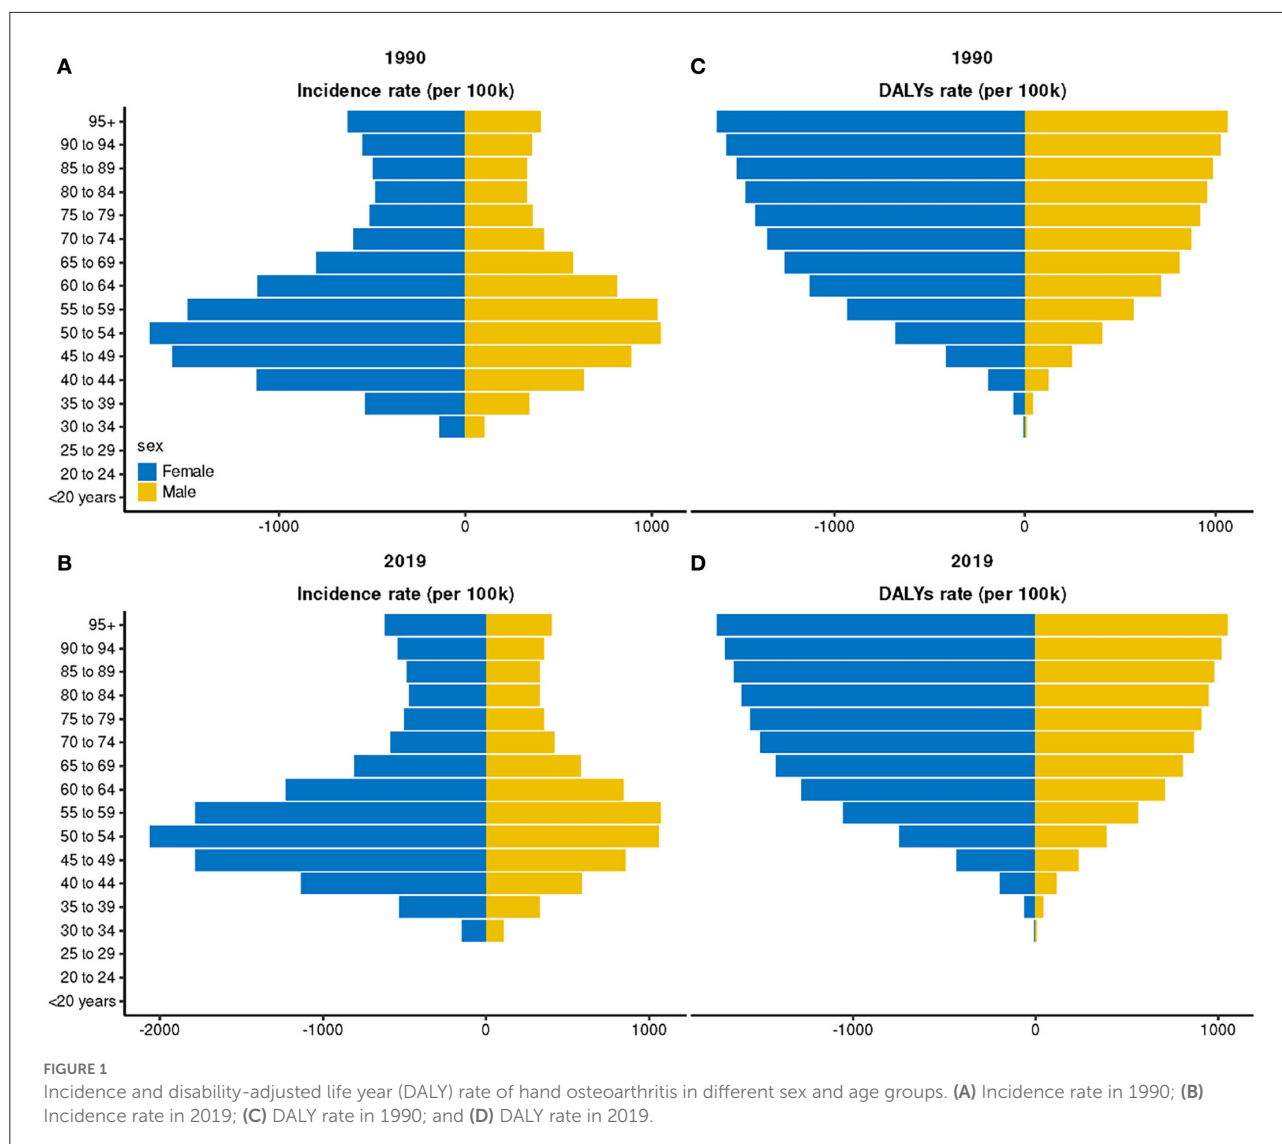 A
1990
Incidence rate (per 100k)
95+
90 to 94
85 to 89
80 to 84
75 to 79
70 to 74
65 to 69
60 to 64
55 to 59
50 to 54
45 to 49
40 to 44
35 to 39
30 to 34
25 to 29
20 to 24
<20 years
sex
Female
Male
-1000 0 1000
C
1990
DALYs rate (per 100k)
-1000 0 1000
B
2019
Incidence rate (per 100k)
95+
90 to 94
85 to 89
80 to 84
75 to 79
70 to 74
65 to 69
60 to 64
55 to 59
50 to 54
45 to 49
40 to 44
35 to 39
30 to 34
25 to 29
20 to 24
<20 years
-2000 -1000 0 1000
D
2019
DALYs rate (per 100k)
-1000 0 1000
FIGURE 1
Incidence and disability-adjusted life year (DALY) rate of hand osteoarthritis in different sex and age groups. (A) Incidence rate in 1990; (B)
Incidence rate in 2019; (C) DALY rate in 1990; and (D) DALY rate in 2019.